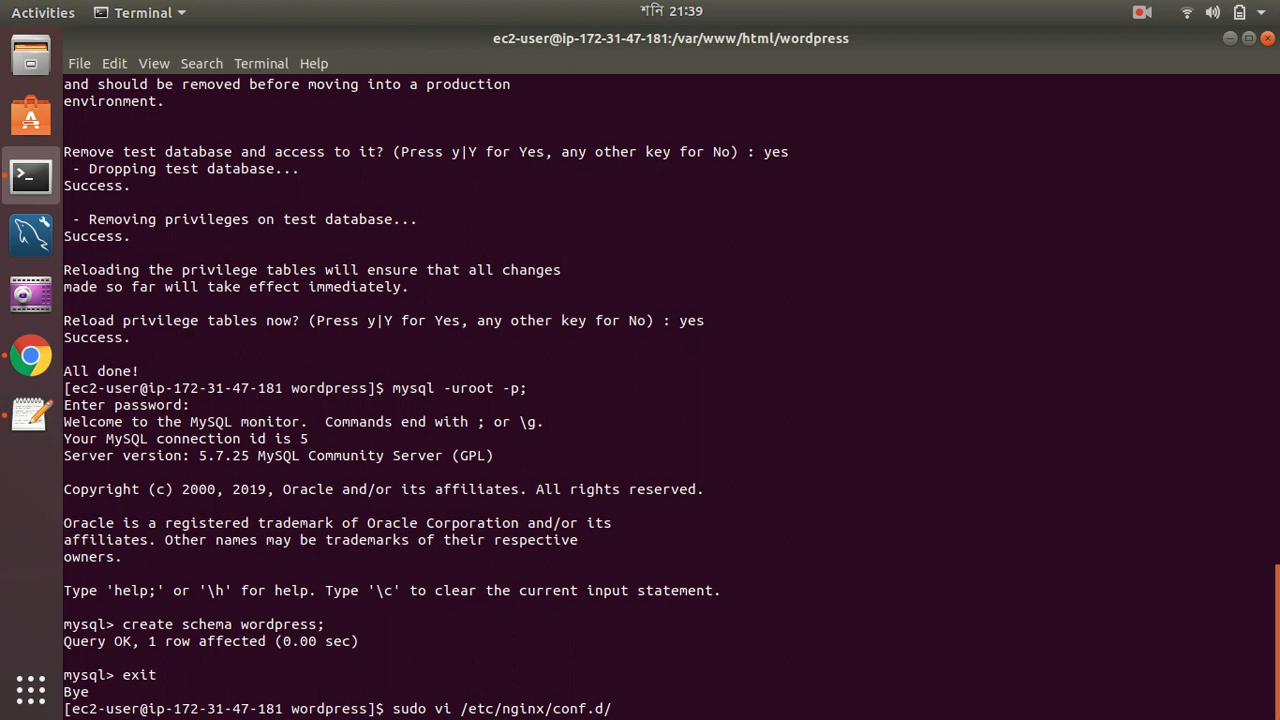 Activities
Terminal
শনি 21:39
ec2-user@ip-172-31-47-181:/var/www/html/wordpress
File Edit View Search Terminal Help
and should be removed before moving into a production
environment.
Remove test database and access to it? (Press y|Y for Yes, any other key for No) : yes
- Dropping test database...
Success.
- Removing privileges on test database...
Success.
Reloading the privilege tables will ensure that all changes
made so far will take effect immediately.
Reload privilege tables now? (Press y|Y for Yes, any other key for No) : yes
Success.
All done!
[ec2-user@ip-172-31-47-181 wordpress]$ mysql -uroot -p;
Enter password:
Welcome to the MySQL monitor.  Commands end with ; or \g.
Your MySQL connection id is 5
Server version: 5.7.25 MySQL Community Server (GPL)
Copyright (c) 2000, 2019, Oracle and/or its affiliates. All rights reserved.
Oracle is a registered trademark of Oracle Corporation and/or its
affiliates. Other names may be trademarks of their respective
owners.
Type 'help;' or '\h' for help. Type '\c' to clear the current input statement.
mysql> create schema wordpress;
Query OK, 1 row affected (0.00 sec)
mysql> exit
Bye
[ec2-user@ip-172-31-47-181 wordpress]$ sudo vi /etc/nginx/conf.d/